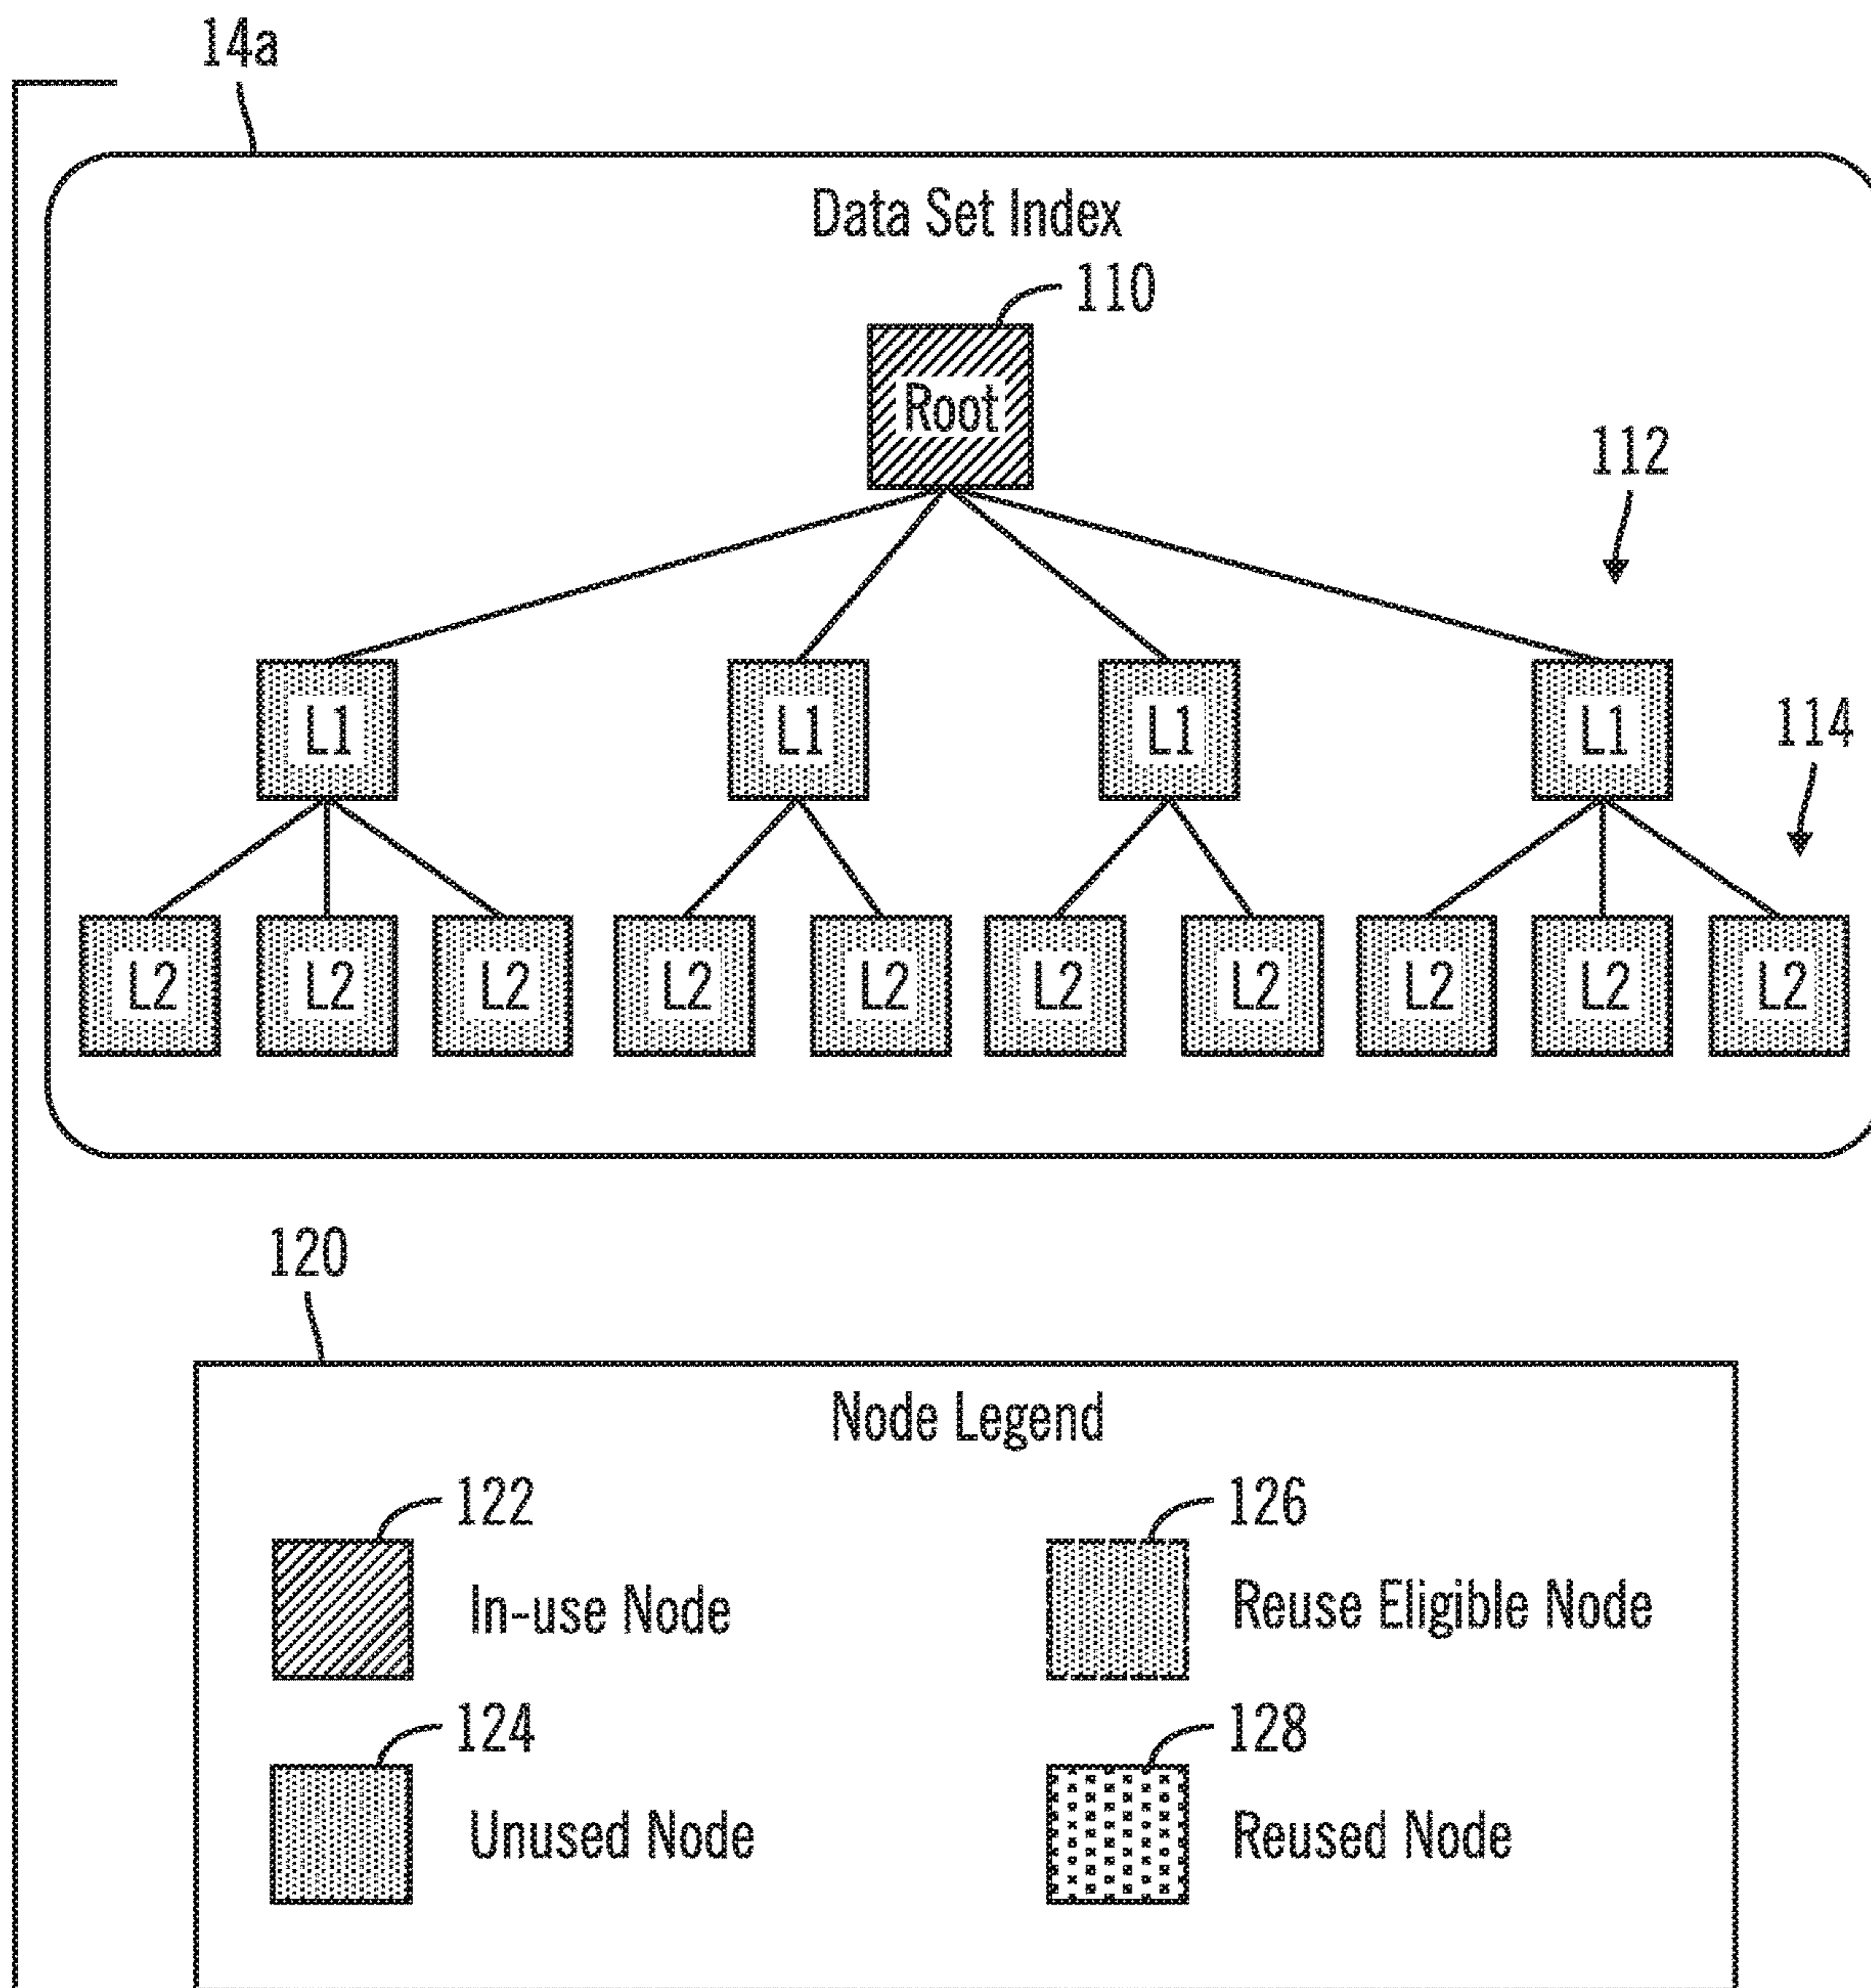 14a
Data Set Index
110
Root
112
L1 L1 L1 L1
114
L2 L2 L2 L2 L2 L2 L2 L2 L2 L2
120
Node Legend
122
In-use Node
126
Reuse Eligible Node
124
Unused Node
128
Reused Node